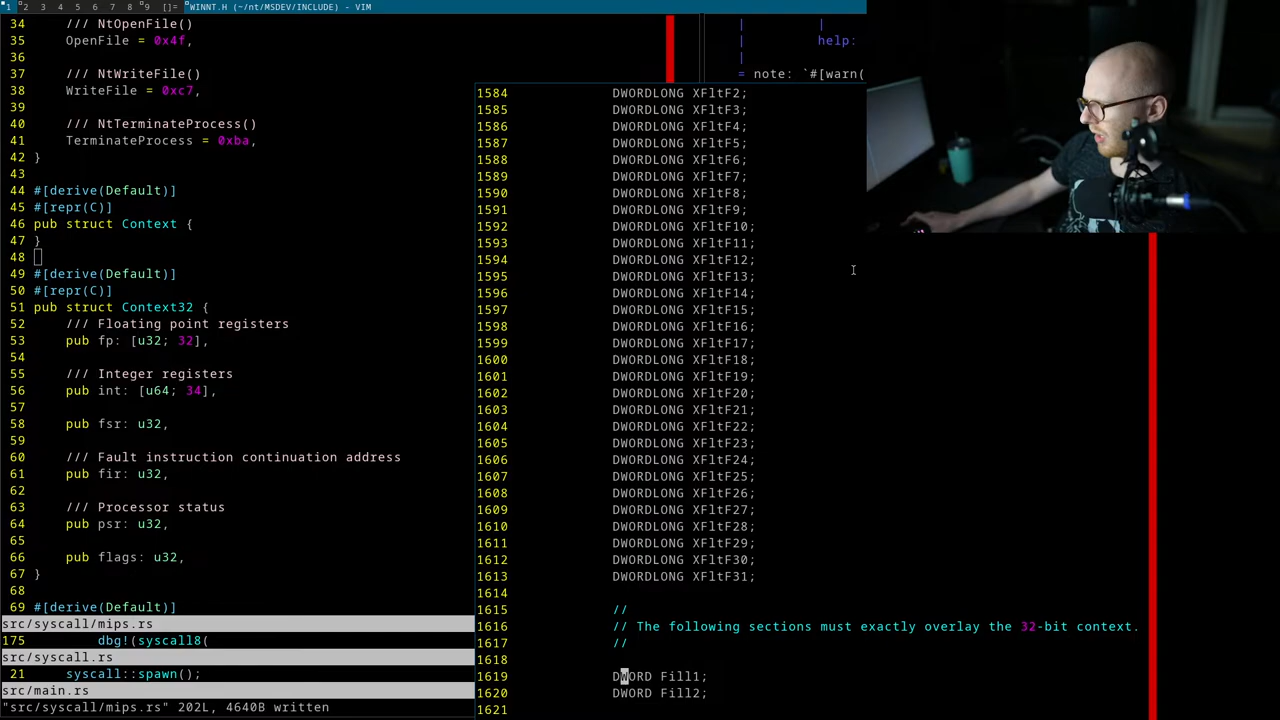 1 2 3 4 5 6 7 8 9 []= WINNT.H (~/nt/MSDEV/INCLUDE) - VIM
34 /// NtOpenFile()
35 OpenFile = 0x4f,
36
37 /// NtWriteFile()
38 WriteFile = 0xc7,
39
40 /// NtTerminateProcess()
41 TerminateProcess = 0xba,
42 }
43
44 #[derive(Default)]
45 #[repr(C)]
46 pub struct Context {
47 }
48
49 #[derive(Default)]
50 #[repr(C)]
51 pub struct Context32 {
52 /// Floating point registers
53 pub fp: [u32; 32],
54
55 /// Integer registers
56 pub int: [u64; 34],
57
58 pub fsr: u32,
59
60 /// Fault instruction continuation address
61 pub fir: u32,
62
63 /// Processor status
64 pub psr: u32,
65
66 pub flags: u32,
67 }
68
69 #[derive(Default)]
src/syscall/mips.rs
175 dbg!(syscall8(
src/syscall.rs
21 syscall::spawn();
src/main.rs
"src/syscall/mips.rs" 202L, 4640B written
| |
| help:
|
= note: `#[warn(
1584 DWORDLONG XFltF2;
1585 DWORDLONG XFltF3;
1586 DWORDLONG XFltF4;
1587 DWORDLONG XFltF5;
1588 DWORDLONG XFltF6;
1589 DWORDLONG XFltF7;
1590 DWORDLONG XFltF8;
1591 DWORDLONG XFltF9;
1592 DWORDLONG XFltF10;
1593 DWORDLONG XFltF11;
1594 DWORDLONG XFltF12;
1595 DWORDLONG XFltF13;
1596 DWORDLONG XFltF14;
1597 DWORDLONG XFltF15;
1598 DWORDLONG XFltF16;
1599 DWORDLONG XFltF17;
1600 DWORDLONG XFltF18;
1601 DWORDLONG XFltF19;
1602 DWORDLONG XFltF20;
1603 DWORDLONG XFltF21;
1604 DWORDLONG XFltF22;
1605 DWORDLONG XFltF23;
1606 DWORDLONG XFltF24;
1607 DWORDLONG XFltF25;
1608 DWORDLONG XFltF26;
1609 DWORDLONG XFltF27;
1610 DWORDLONG XFltF28;
1611 DWORDLONG XFltF29;
1612 DWORDLONG XFltF30;
1613 DWORDLONG XFltF31;
1614
1615 //
1616 // The following sections must exactly overlay the 32-bit context.
1617 //
1618
1619 DWORD Fill1;
1620 DWORD Fill2;
1621